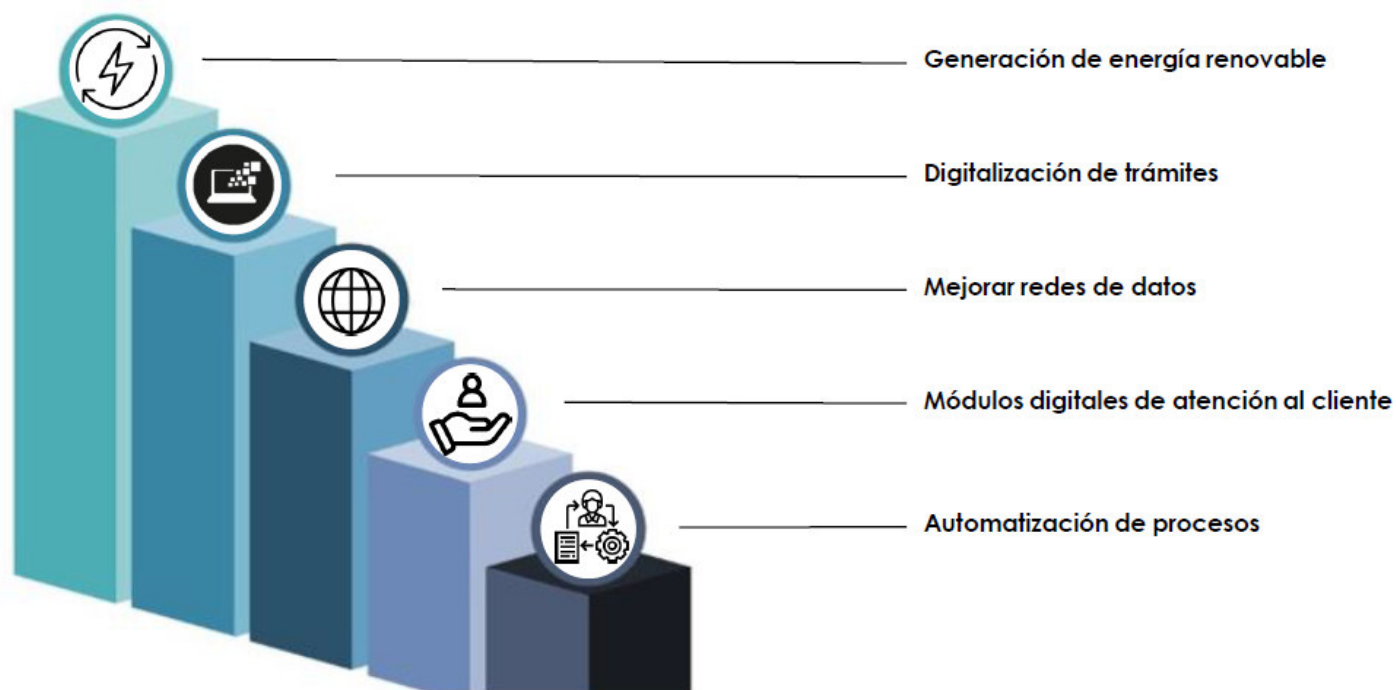 Generación de energía renovable
Digitalización de trámites
Mejorar redes de datos
Módulos digitales de atención al cliente
Automatización de procesos